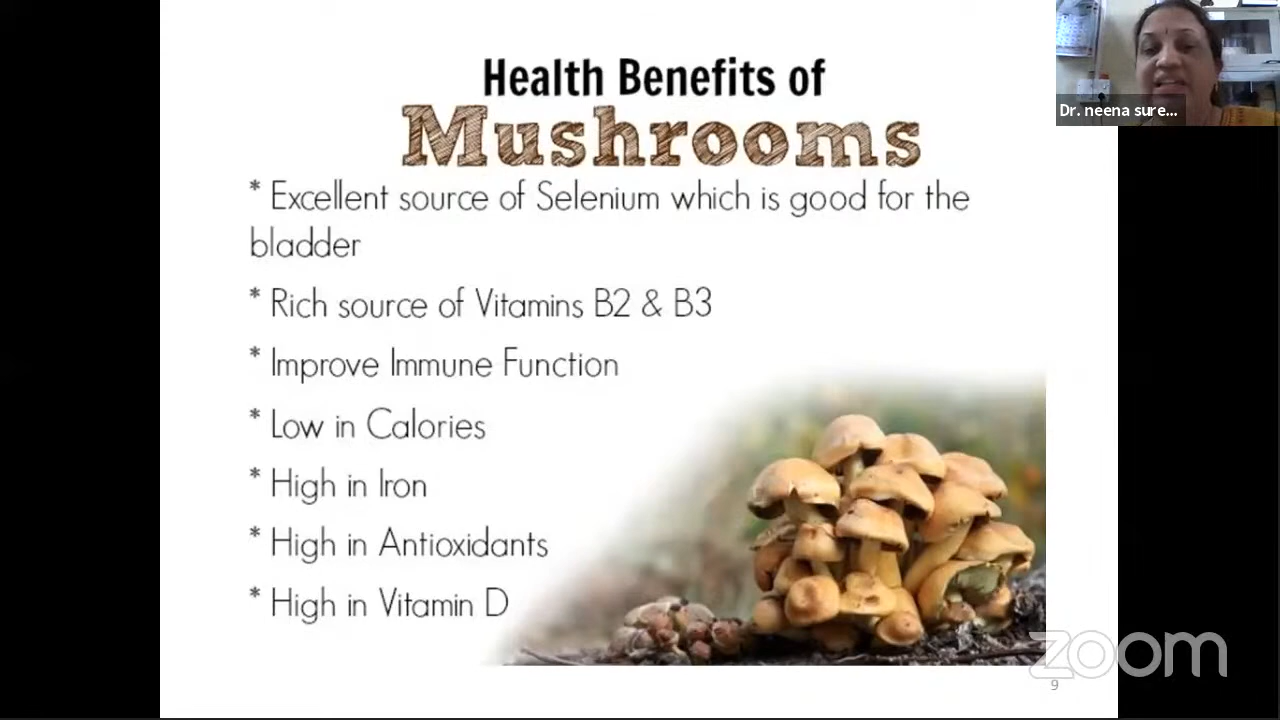 Health Benefits of
Mushrooms
* Excellent source of Selenium which is good for the
bladder
* Rich source of Vitamins B2 & B3
* Improve Immune Function
* Low in Calories
* High in Iron
* High in Antioxidants
* High in Vitamin D
Dr. neena sure...
zoom
9